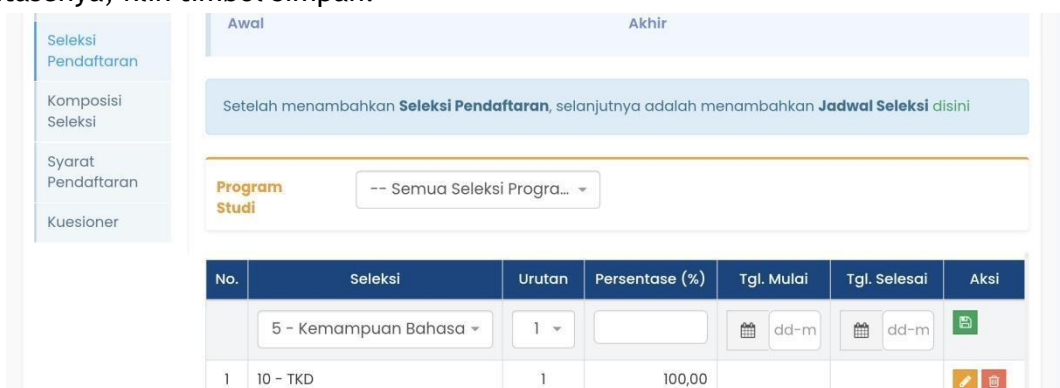 Awal Akhir
Seleksi
Pendaftaran
Komposisi
Seleksi
Syarat
Pendaftaran
Kuesioner
Setelah menambahkan Seleksi Pendaftaran, selanjutnya adalah menambahkan Jadwal Seleksi disini
Program
Studi
-- Semua Seleksi Progra...
No. Seleksi Urutan Persentase (%) Tgl. Mulai Tgl. Selesai Aksi
5 - Kemampuan Bahasa 1 dd-m dd-m
1 10 - TKD 1 100,00